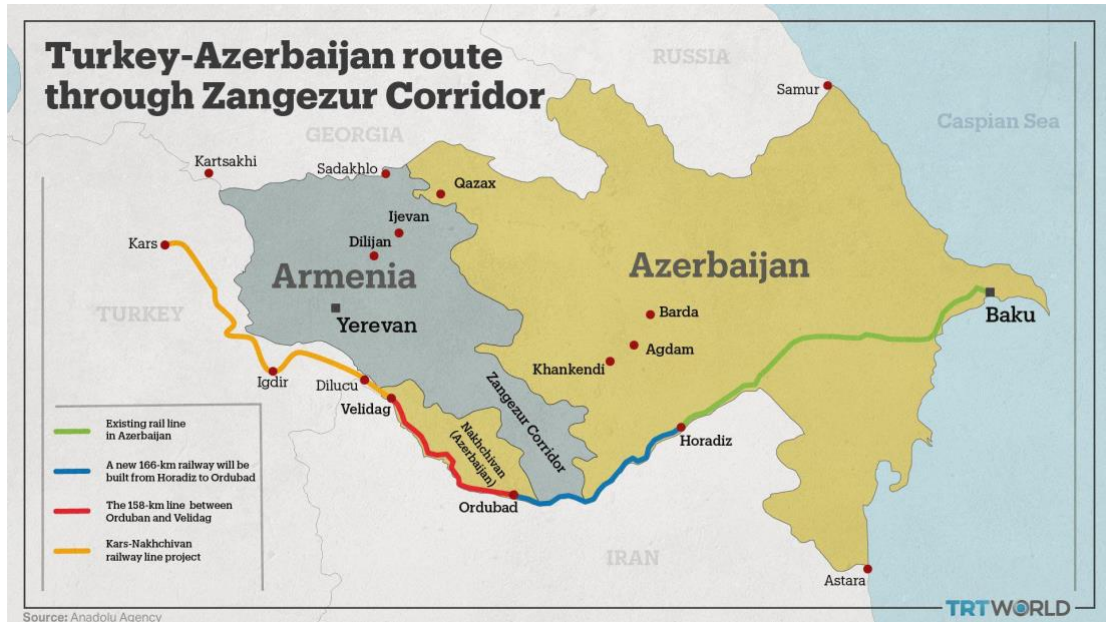 Turkey-Azerbaijan route
through Zangezur Corridor
RUSSIA
Samur
Caspian Sea
GEORGIA
Kartsakhi
Sadakhlo
Qazax
Ijevan
Kars
Dilijan
Armenia
Azerbaijan
TURKEY
Yerevan
Barda
Baku
Agdam
Khankendi
Igdir
Dilucu
Velidag
Zangezur Corridor
Nakhchivan
(Azerbaijan)
Horadiz
Ordubad
IRAN
Astara
Existing rail line
in Azerbaijan
A new 166-km railway will be
built from Horadiz to Ordubad
The 158-km line between
Orduban and Velidag
Kars-Nakhchivan
railway line project
Source: Anadolu Agency
TRTWORLD